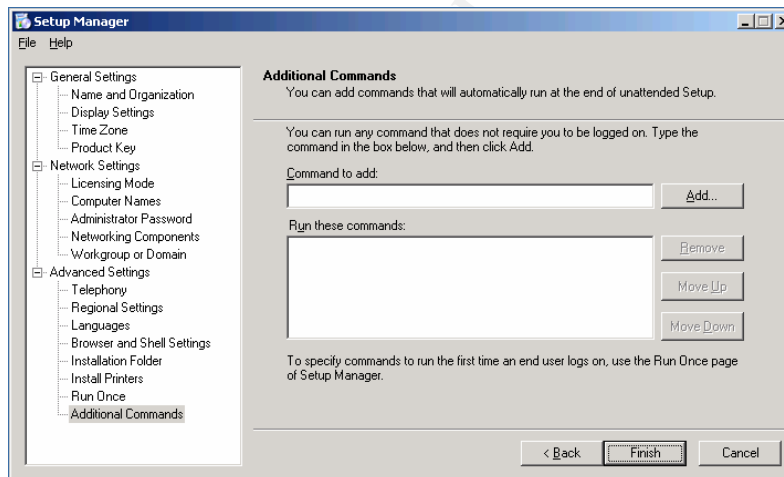 Setup Manager
File Help
General Settings
Name and Organization
Display Settings
Time Zone
Product Key
Network Settings
Licensing Mode
Computer Names
Administrator Password
Networking Components
Workgroup or Domain
Advanced Settings
Telephony
Regional Settings
Languages
Browser and Shell Settings
Installation Folder
Install Printers
Run Once
Additional Commands
Additional Commands
You can add commands that will automatically run at the end of unattended Setup.
You can run any command that does not require you to be logged on. Type the
command in the box below, and then click Add.
Command to add:
Add...
Run these commands:
Remove
Move Up
Move Down
To specify commands to run the first time an end user logs on, use the Run Once page
of Setup Manager.
< Back Finish Cancel